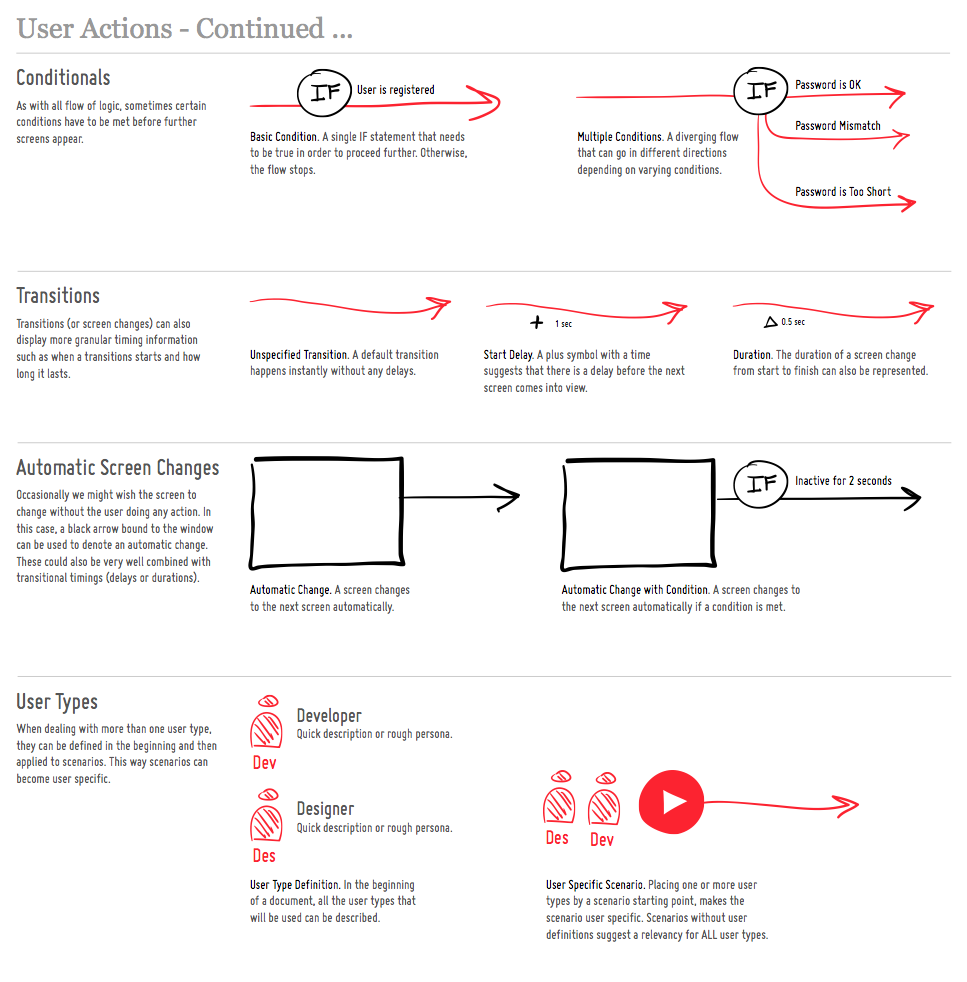 User Actions - Continued ...
Conditionals
As with all flow of logic, sometimes certain
conditions have to be met before further
screens appear.
IF
User is registered
Basic Condition. A single IF statement that needs
to be true in order to proceed further. Otherwise,
the flow stops.
IF
Password is OK
Password Mismatch
Password is Too Short
Multiple Conditions. A diverging flow
that can go in different directions
depending on varying conditions.
Transitions
Transitions (or screen changes) can also
display more granular timing information
such as when a transitions starts and how
long it lasts.
Unspecified Transition. A default transition
happens instantly without any delays.
+ 1 sec
Start Delay. A plus symbol with a time
suggests that there is a delay before the next
screen comes into view.
△ 0.5 sec
Duration. The duration of a screen change
from start to finish can also be represented.
Automatic Screen Changes
Occasionally we might wish the screen to
change without the user doing any action. In
this case, a black arrow bound to the window
can be used to denote an automatic change.
These could also be very well combined with
transitional timings (delays or durations).
Automatic Change. A screen changes
to the next screen automatically.
IF
Inactive for 2 seconds
Automatic Change with Condition. A screen changes to
the next screen automatically if a condition is met.
User Types
When dealing with more than one user type,
they can be defined in the beginning and then
applied to scenarios. This way scenarios can
become user specific.
Developer
Quick description or rough persona.
Dev
Designer
Quick description or rough persona.
Des
User Type Definition. In the beginning
of a document, all the user types that
will be used can be described.
Des
Dev
User Specific Scenario. Placing one or more user
types by a scenario starting point, makes the
scenario user specific. Scenarios without user
definitions suggest a relevancy for ALL user types.